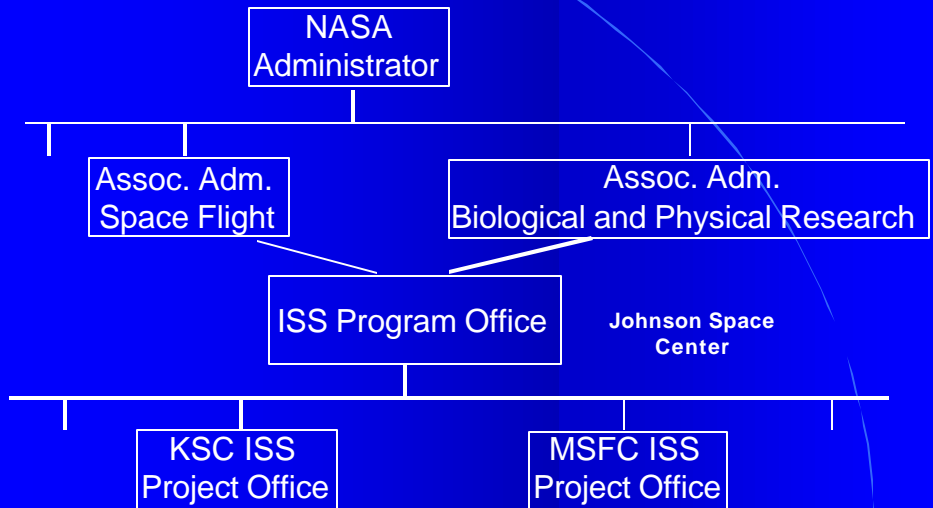 NASA
Administrator
Assoc. Adm.
Space Flight
Assoc. Adm.
Biological and Physical Research
ISS Program Office
Johnson Space
Center
KSC ISS
Project Office
MSFC ISS
Project Office